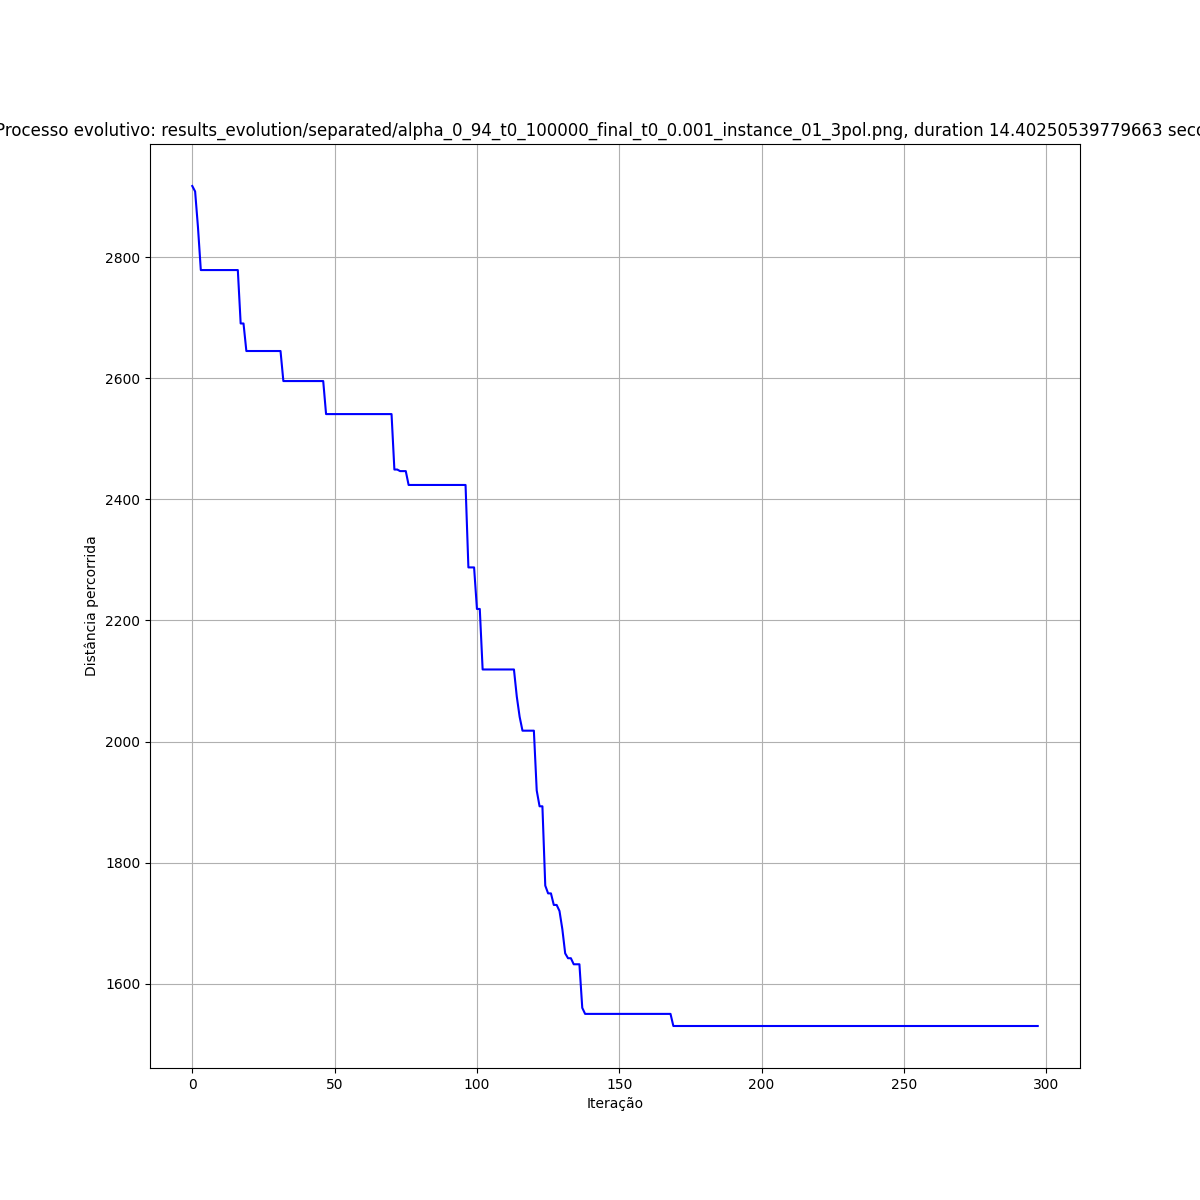 Processo evolutivo: results_evolution/separated/alpha_0_94_t0_100000_final_t0_0.001_instance_01_3pol.png, duration 14.40250539779663
2800
2600
2400
2200
2000
1800
1600
Distância percorrida
0 50 100 150 200 250 300
Iteração